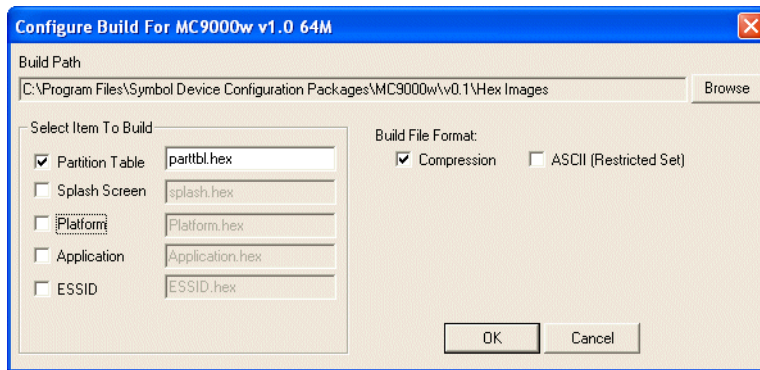 Configure Build For MC9000w v1.0 64M
Build Path
C:\Program Files\Symbol Device Configuration Packages\MC9000w\v0.1\Hex Images
Browse
Select Item To Build
Partition Table parttbl.hex
Splash Screen splash.hex
Platform Platform.hex
Application Application.hex
ESSID ESSID.hex
Build File Format:
Compression ASCII (Restricted Set)
OK Cancel